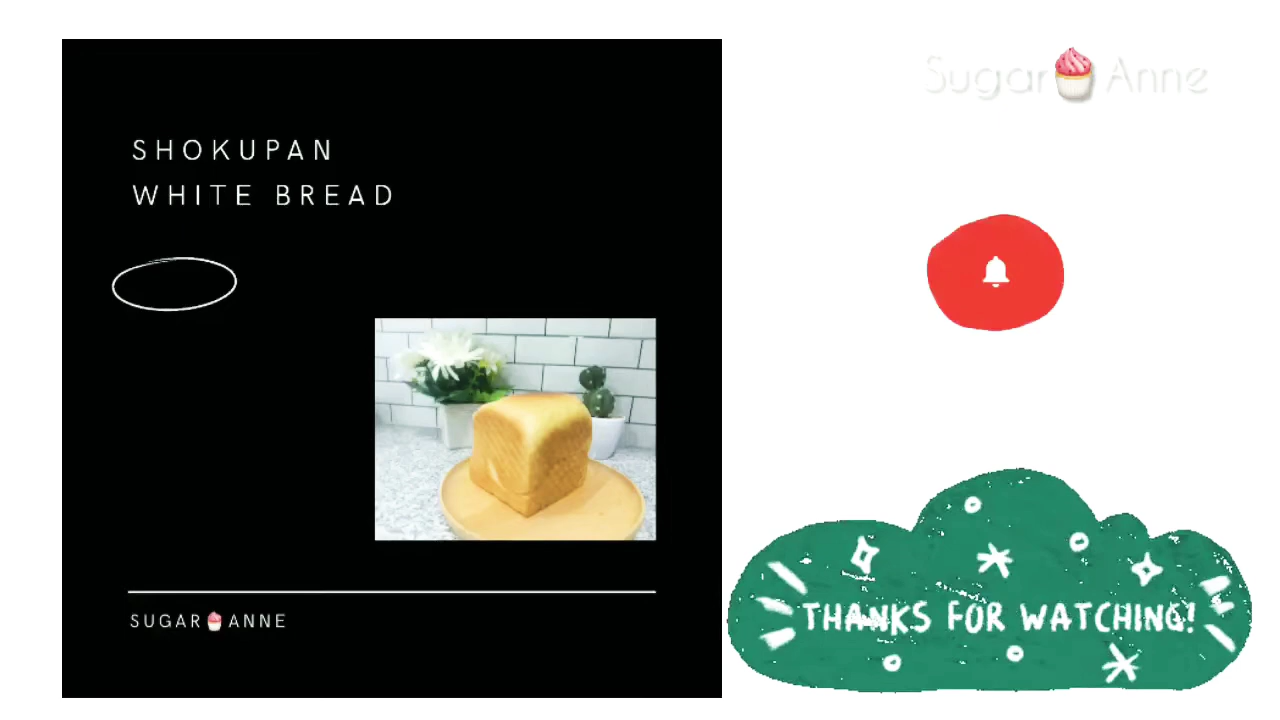 SHOKUPAN
WHITE BREAD
SUGAR ANNE
Sugar Anne
THANKS FOR WATCHING!